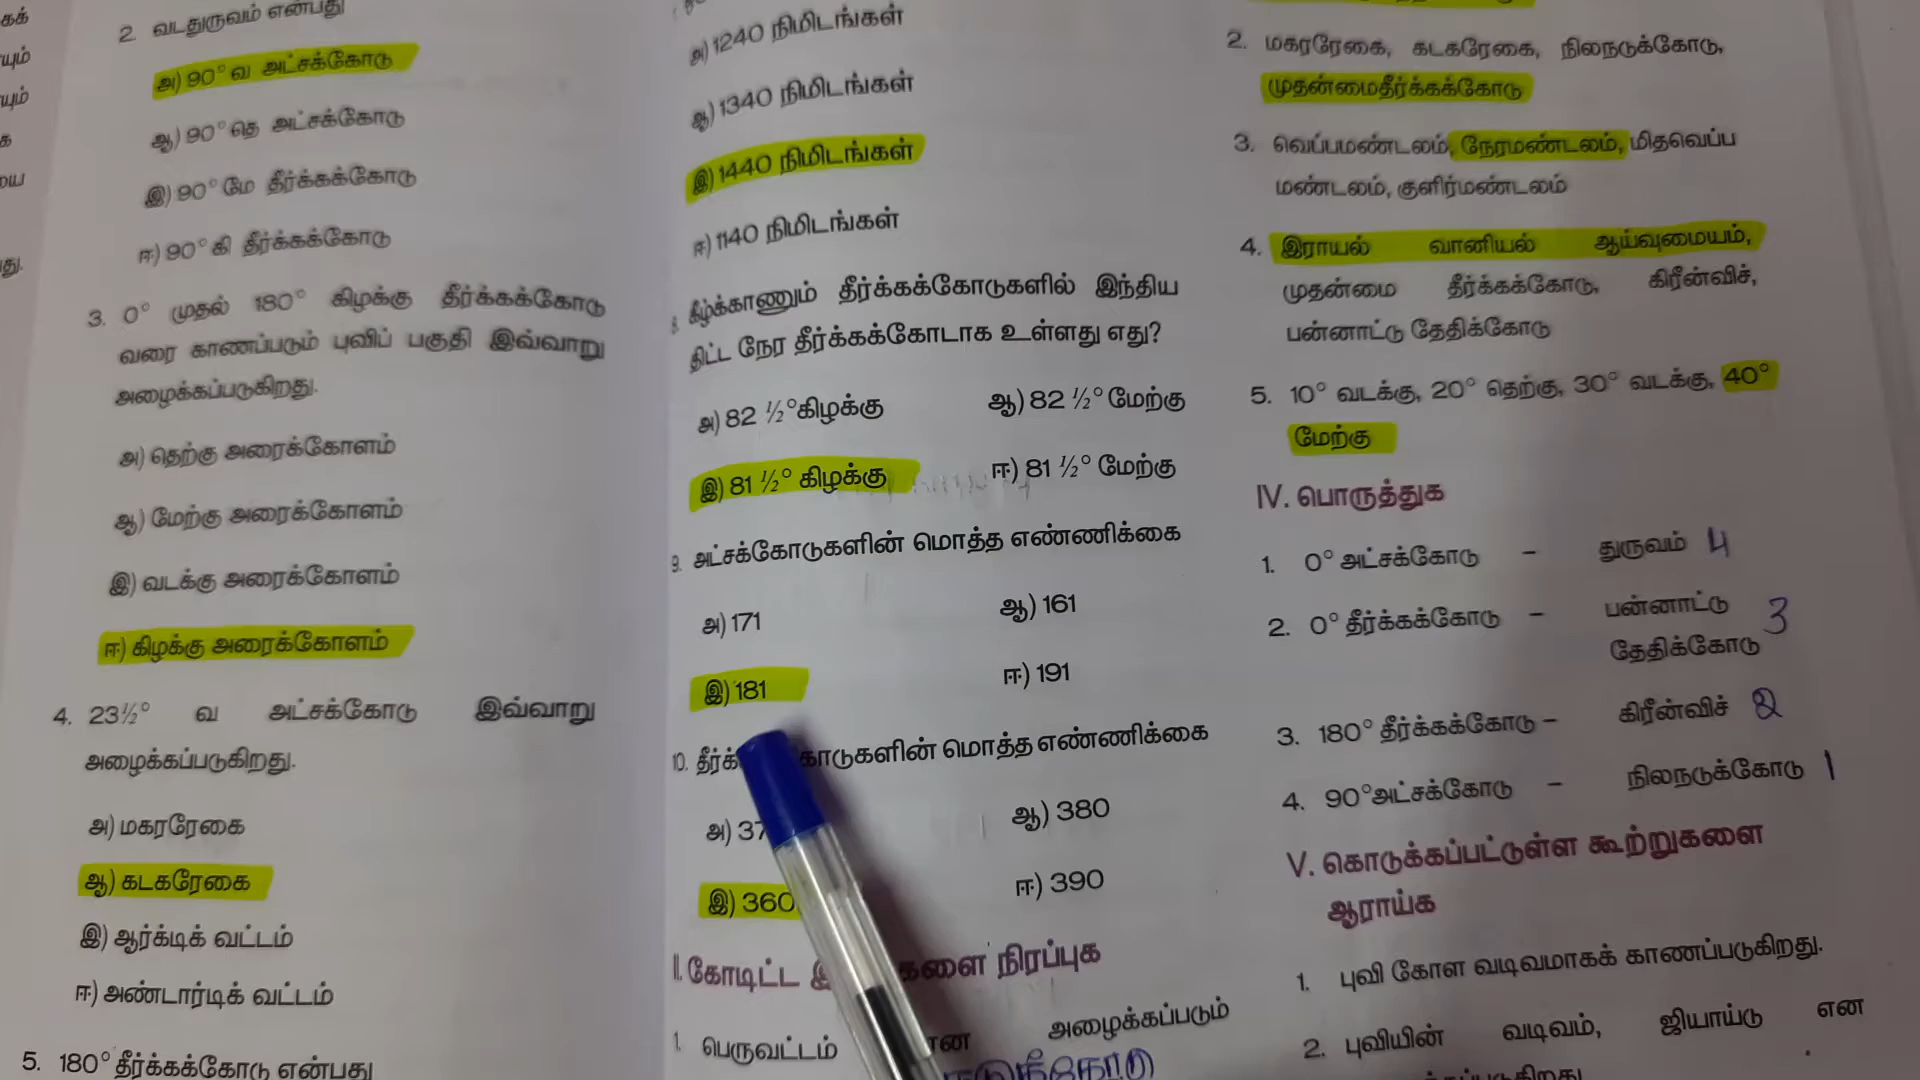 2. வடதுருவம் என்பது
அ) 90° வ அட்சக்கோடு
ஆ) 90° தெ அட்சக்கோடு
இ) 90° மே தீர்க்கக்கோடு
ஈ) 90° கி தீர்க்கக்கோடு
3. 0° முதல் 180° கிழக்கு தீர்க்கக்கோடு
வரை காணப்படும் புவிப் பகுதி இவ்வாறு
அழைக்கப்படுகிறது.
அ) தெற்கு அரைக்கோளம்
ஆ) மேற்கு அரைக்கோளம்
இ) வடக்கு அரைக்கோளம்
ஈ) கிழக்கு அரைக்கோளம்
4. 23½° வ அட்சக்கோடு இவ்வாறு
அழைக்கப்படுகிறது.
அ) மகரரேகை
ஆ) கடகரேகை
இ) ஆர்க்டிக் வட்டம்
ஈ) அண்டார்டிக் வட்டம்
5. 180° தீர்க்கக்கோடு என்பது
அ) 1240 நிமிடங்கள்
ஆ) 1340 நிமிடங்கள்
இ) 1440 நிமிடங்கள்
ஈ) 1140 நிமிடங்கள்
8. கீழ்க்காணும் தீர்க்கக்கோடுகளில் இந்திய
திட்ட நேர தீர்க்கக்கோடாக உள்ளது எது?
அ) 82 ½° கிழக்கு ஆ) 82 ½° மேற்கு
இ) 81 ½° கிழக்கு ஈ) 81 ½° மேற்கு
9. அட்சக்கோடுகளின் மொத்த எண்ணிக்கை
அ) 171 ஆ) 161
இ) 181 ஈ) 191
10. மொத்த எண்ணிக்கை
அ) ஆ) 380
இ) 360 ஈ) 390
II. கோடிட்ட நிரப்புக
1. பெருவட்டம் அழைக்கப்படும்
2. மகரரேகை, கடகரேகை, நிலநடுக்கோடு,
முதன்மைதீர்க்கக்கோடு
3. வெப்பமண்டலம், நேரமண்டலம், மிதவெப்ப
மண்டலம், குளிர்மண்டலம்
4. இராயல் வானியல் ஆய்வுமையம்,
முதன்மை தீர்க்கக்கோடு, கிரீன்விச்,
பன்னாட்டு தேதிக்கோடு
5. 10° வடக்கு, 20° தெற்கு, 30° வடக்கு, 40°
மேற்கு
IV. பொருத்துக
1. 0° அட்சக்கோடு – துருவம் 4
2. 0° தீர்க்கக்கோடு – பன்னாட்டு
தேதிக்கோடு 3
3. 180° தீர்க்கக்கோடு – கிரீன்விச் 2
4. 90°அட்சக்கோடு – நிலநடுக்கோடு 1
V. கொடுக்கப்பட்டுள்ள கூற்றுகளை
ஆராய்க
1. புவி கோள வடிவமாகக் காணப்படுகிறது.
2. புவியின் வடிவம், ஜியாய்டு என